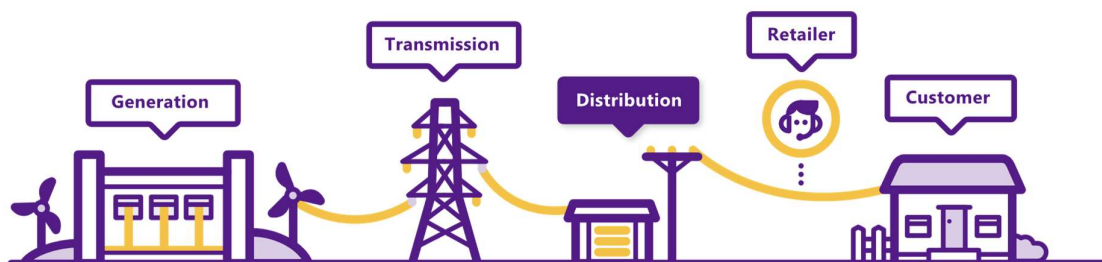 Generation
Transmission
Distribution
Retailer
Customer